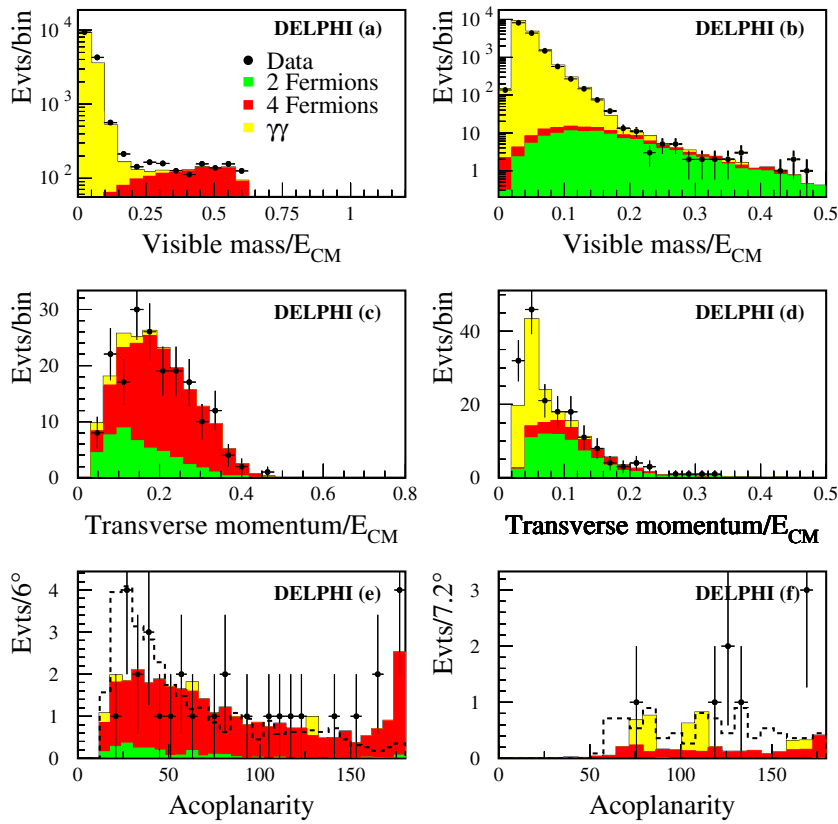 Evts/bin
10⁴
10³
10²
DELPHI (a)
Data
2 Fermions
4 Fermions
γγ
0 0.25 0.5 0.75 1
Visible mass/E_CM
Evts/bin
10⁴
10³
10²
10
1
DELPHI (b)
0 0.1 0.2 0.3 0.4 0.5
Visible mass/E_CM
Evts/bin
30
20
10
0
DELPHI (c)
0 0.2 0.4 0.6 0.8
Transverse momentum/E_CM
Evts/bin
40
20
0
DELPHI (d)
0 0.1 0.2 0.3 0.4 0.5
Transverse momentum/E_CM
Evts/6°
4
3
2
1
0
DELPHI (e)
0 50 100 150
Acoplanarity
Evts/7.2°
3
2
1
0
DELPHI (f)
0 50 100 150
Acoplanarity